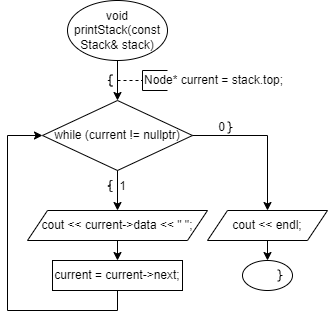 void
printStack(const
Stack& stack)
{
Node* current = stack.top;
while (current != nullptr)
0 }
{ 1
cout << current->data << " ";
cout << endl;
current = current->next;
}